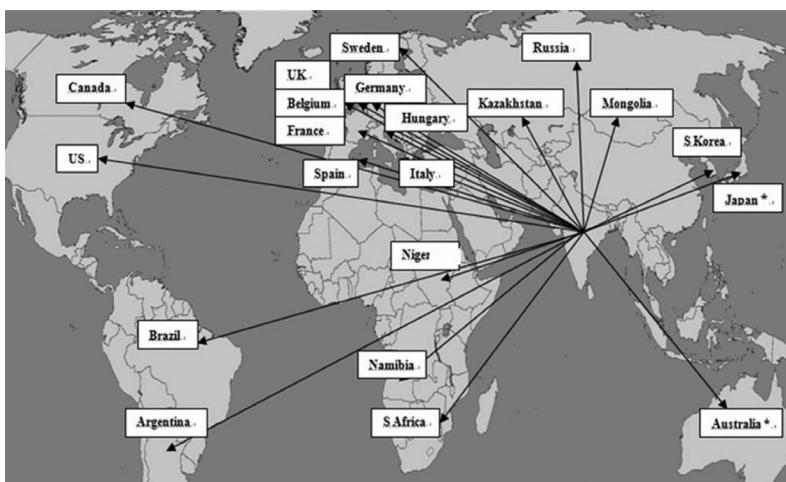 Sweden
Russia
UK
Canada
Germany
Belgium
Kazakhstan
Mongolia
Hungary
France
S Korea
US
Spain
Italy
Japan *
Niger
Brazil
Namibia
Argentina
S Africa
Australia *